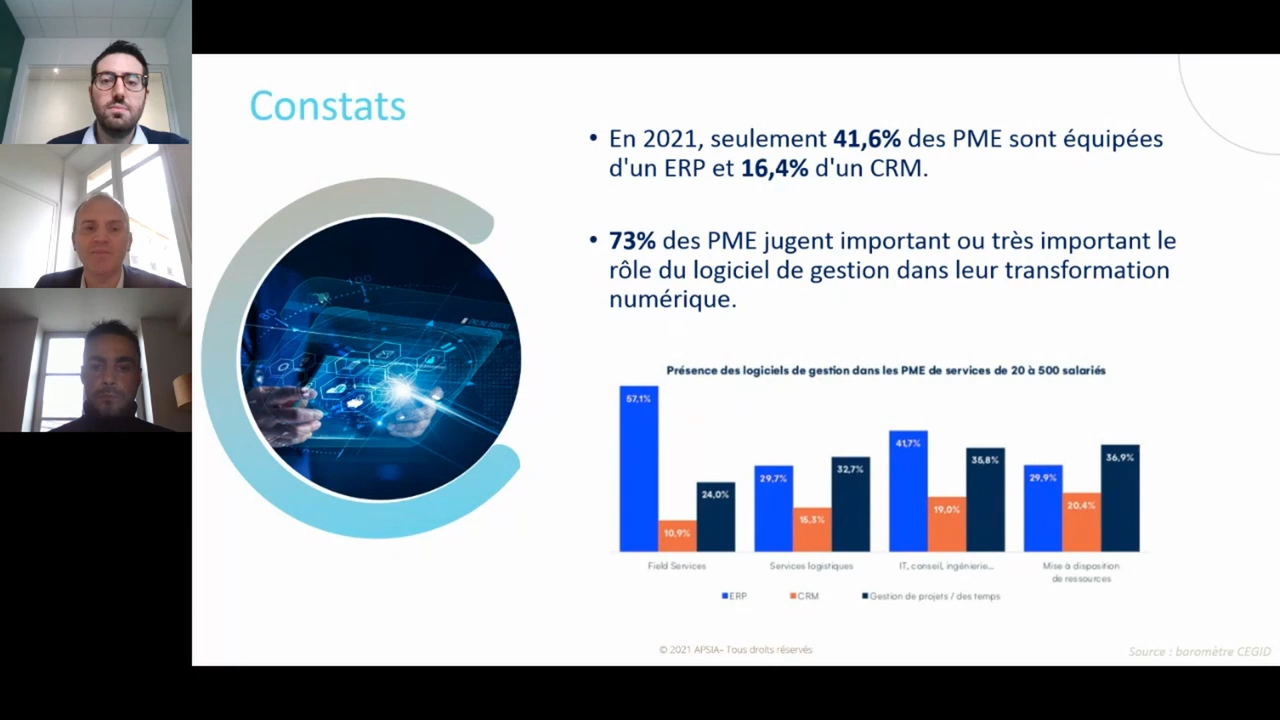 Constats
• En 2021, seulement 41,6% des PME sont équipées
d'un ERP et 16,4% d'un CRM.
• 73% des PME jugent important ou très important le
rôle du logiciel de gestion dans leur transformation
numérique.
Présence des logiciels de gestion dans les PME de services de 20 à 500 salariés
57,1%
10,9%
24,0%
29,7%
15,3%
32,7%
41,7%
19,0%
35,8%
29,9%
20,4%
36,9%
Field Services
Services logistiques
IT, conseil, ingénierie...
Mise à disposition
de ressources
ERP
CRM
Gestion de projets / des temps
© 2021 APSIA– Tous droits réservés
Source : baromètre CEGID
100
80